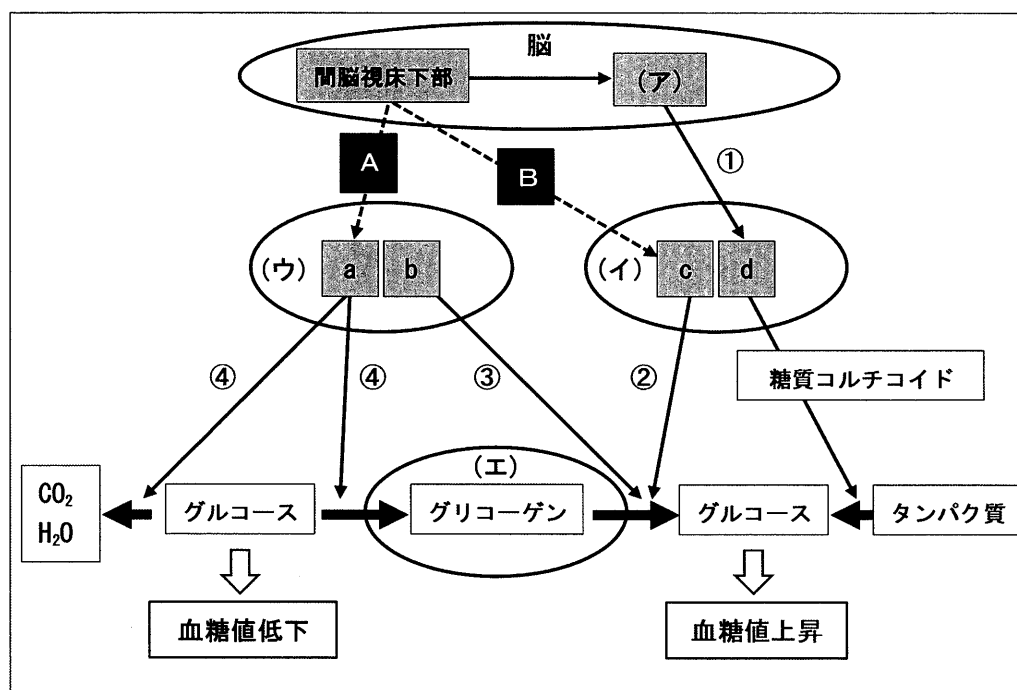 脳
間脳視床下部
(ア)
①
A
B
(ウ)
a
b
(イ)
c
d
④
④
③
②
糖質コルチコイド
(エ)
CO₂
H₂O
グルコース
グリコーゲン
グルコース
タンパク質
血糖値低下
血糖値上昇